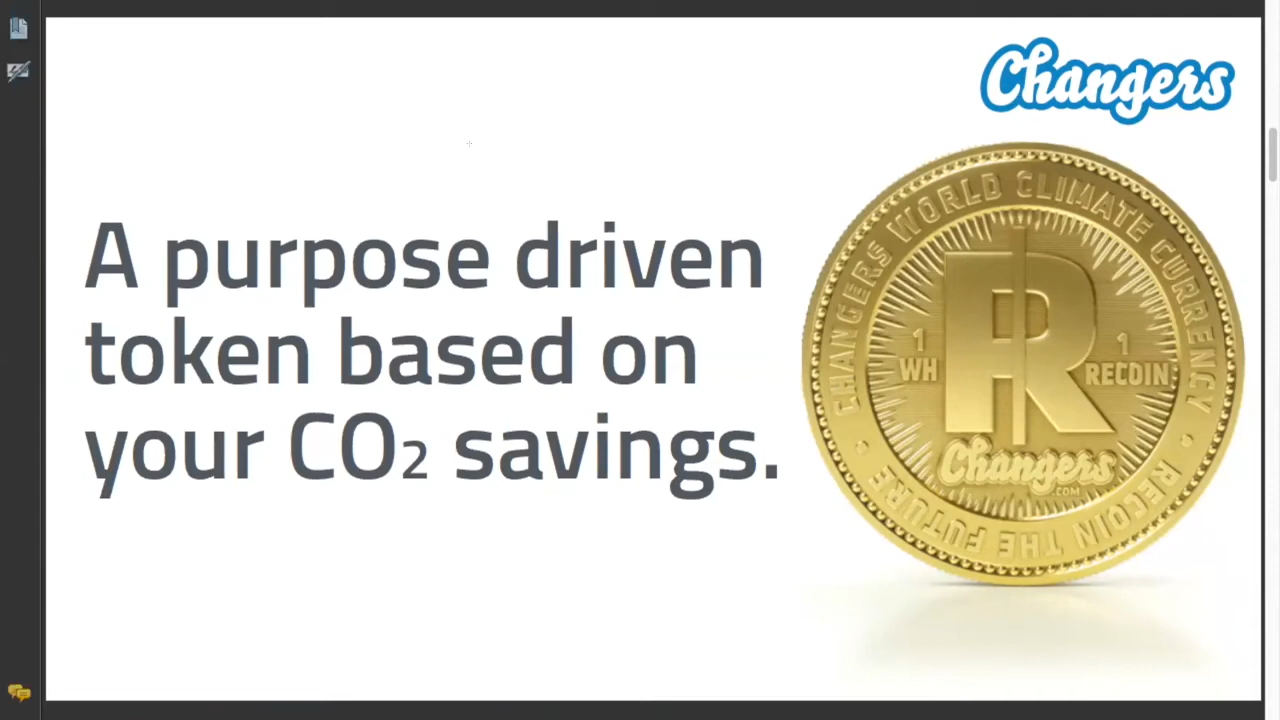 Changers
A purpose driven
token based on
your CO₂ savings.
CHANGERS WORLD CLIMATE CURRENCY
1
WH
R
1
RECOIN
Changers
.COM
RECOIN THE FUTURE